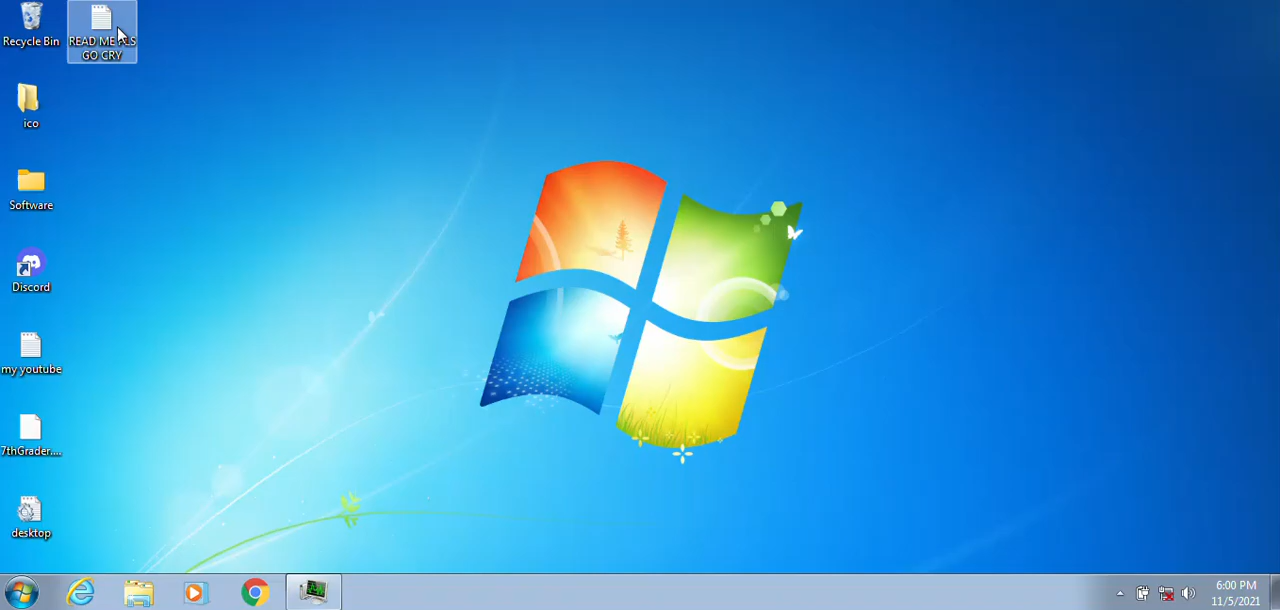 Recycle Bin
READ ME PLS
GO CRY
ico
Software
Discord
my youtube
7thGrader....
desktop
6:00 PM
11/5/2021